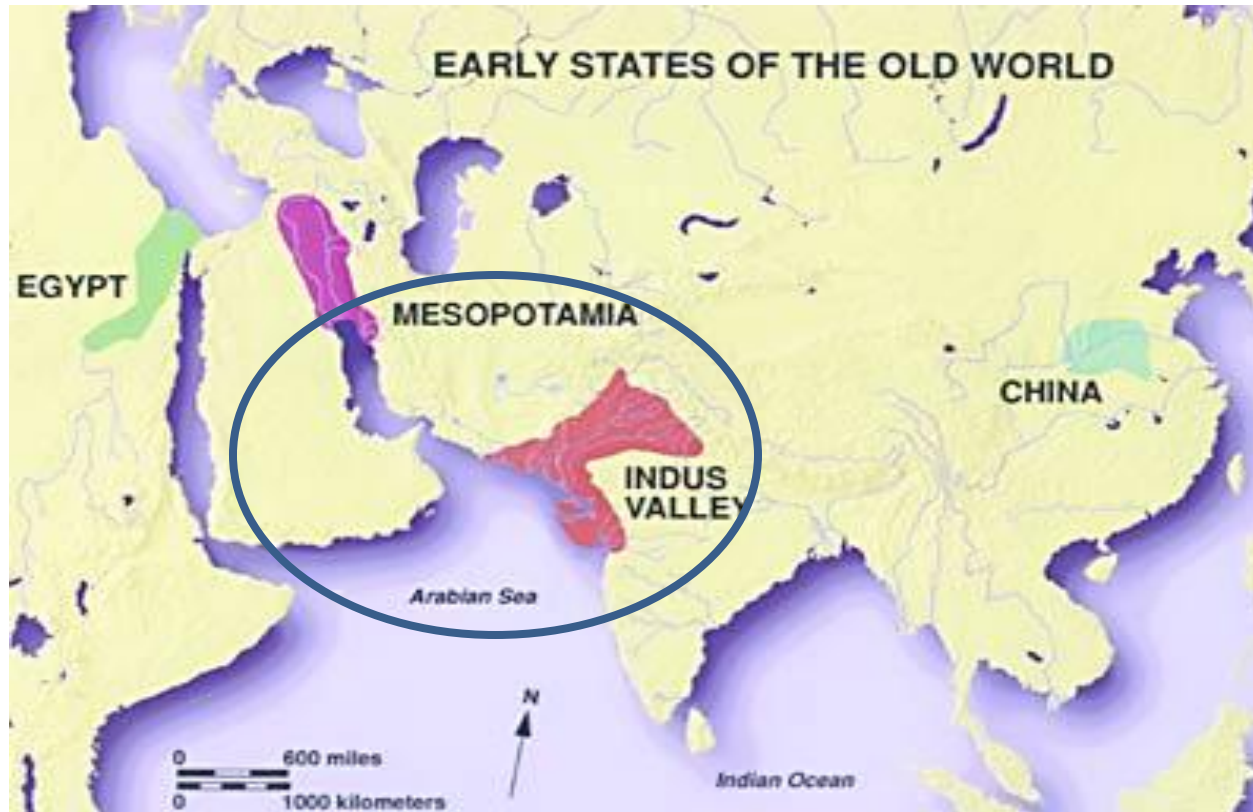 EARLY STATES OF THE OLD WORLD
EGYPT
MESOPOTAMIA
CHINA
INDUS
VALLEY
Arabian Sea
N
0 600 miles
0 1000 kilometers
Indian Ocean